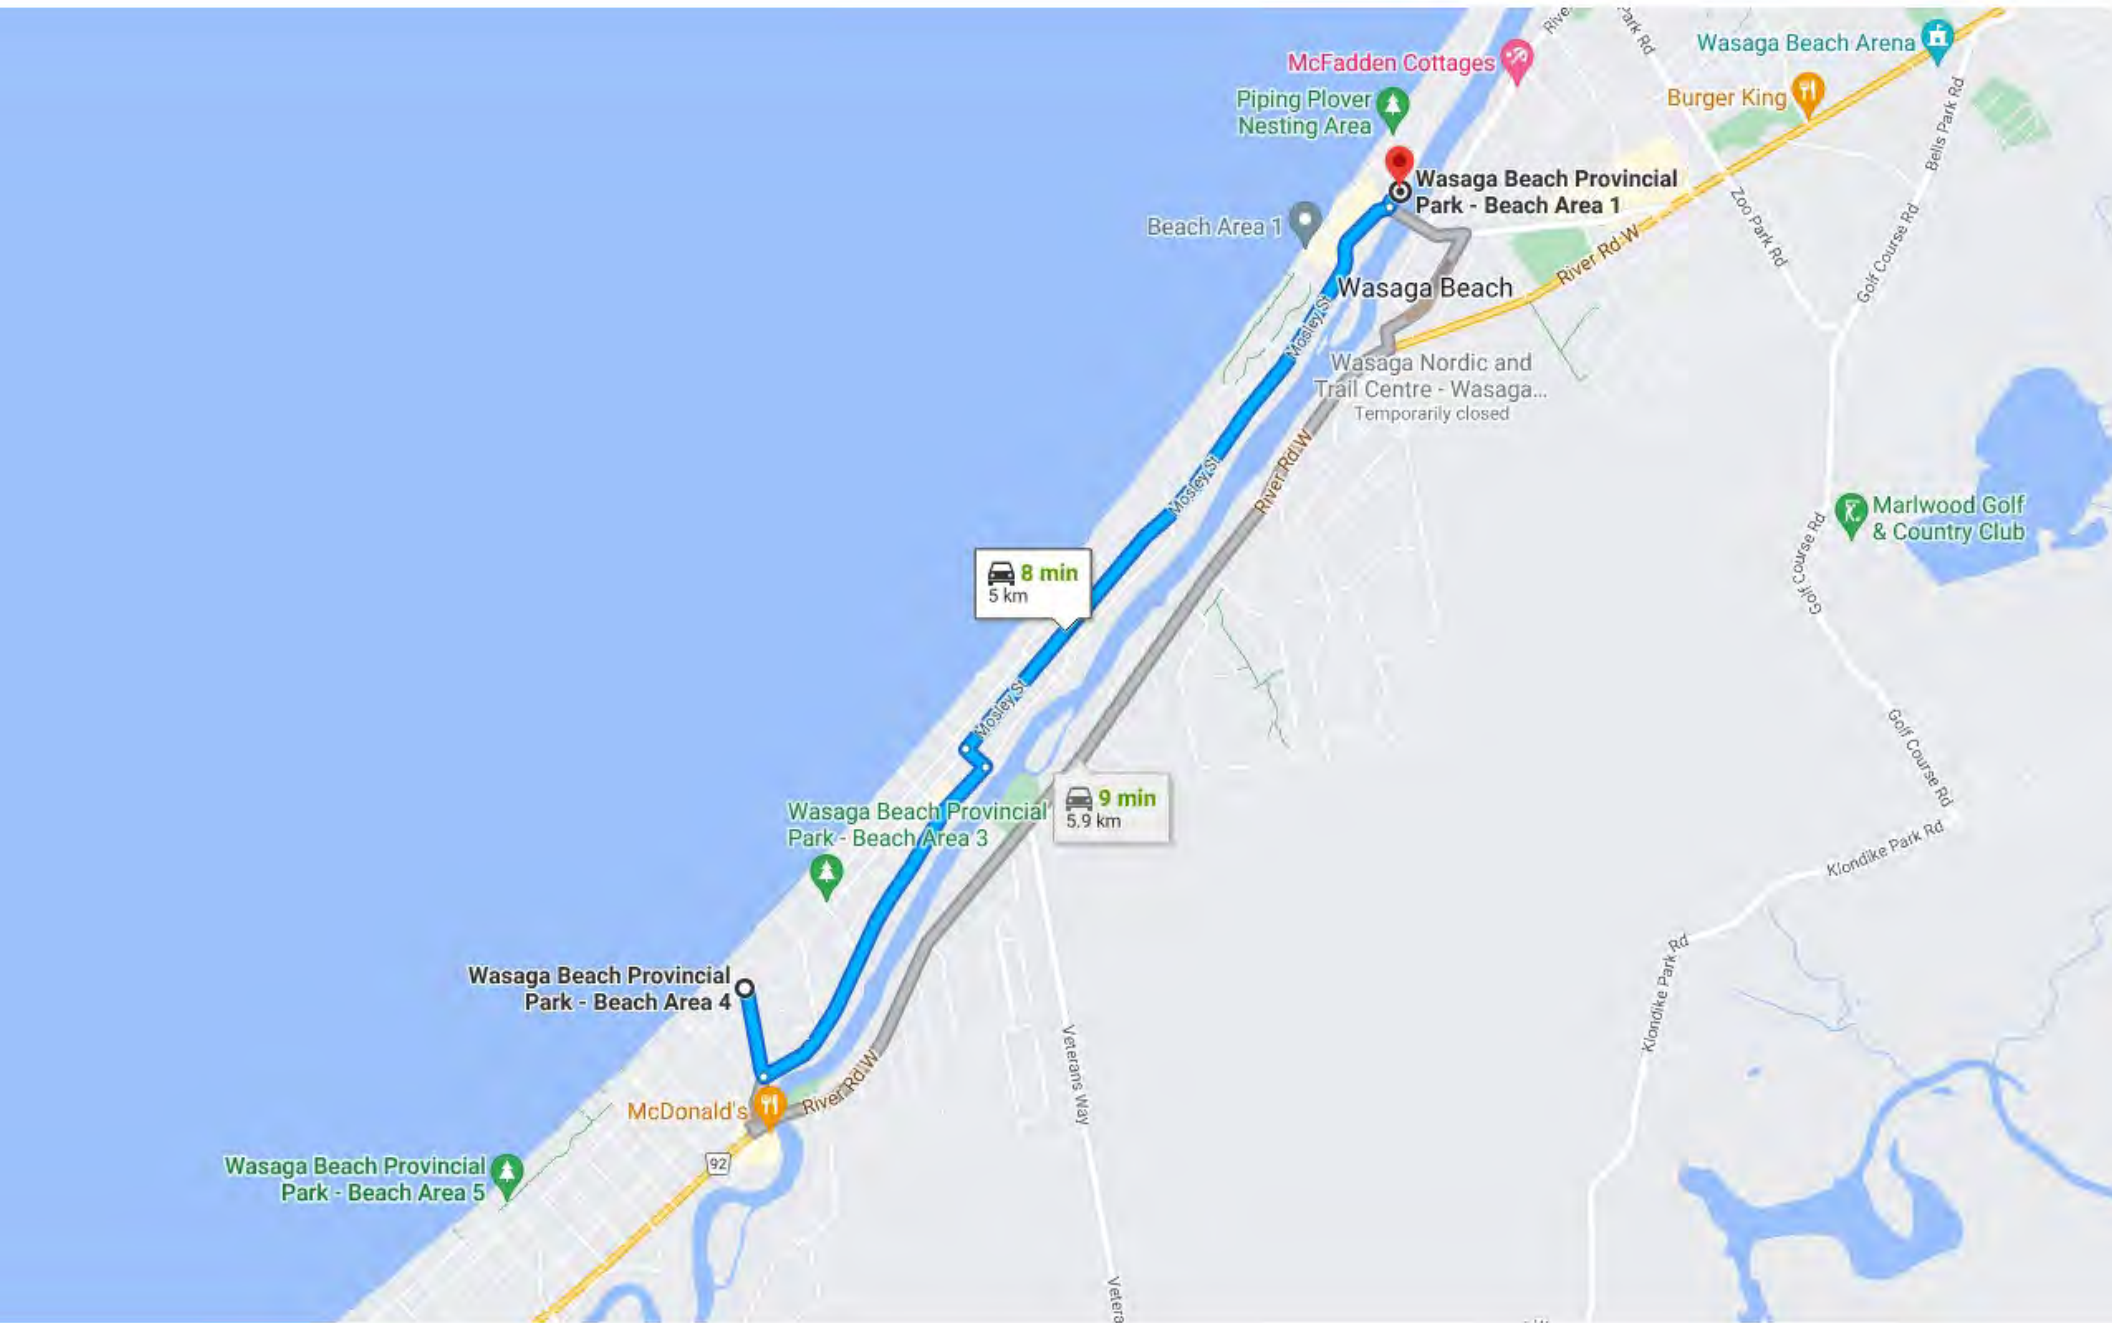 Rive
Park Rd
Wasaga Beach Arena
McFadden Cottages
Burger King
Piping Plover
Nesting Area
Bells Park Rd
Wasaga Beach Provincial
Park - Beach Area 1
Beach Area 1
Zoo Park Rd
River Rd W
Golf Course Rd
Wasaga Beach
Mosley St
Wasaga Nordic and
Trail Centre - Wasaga...
Temporarily closed
River Rd W
Mosley St
Marlwood Golf
& Country Club
Golf Course Rd
8 min
5 km
Mosley St
Golf Course Rd
9 min
5.9 km
Wasaga Beach Provincial
Park - Beach Area 3
Klondike Park Rd
Klondike Park Rd
Wasaga Beach Provincial
Park - Beach Area 4
Veterans Way
River Rd W
McDonald's
92
Wasaga Beach Provincial
Park - Beach Area 5
Vetera